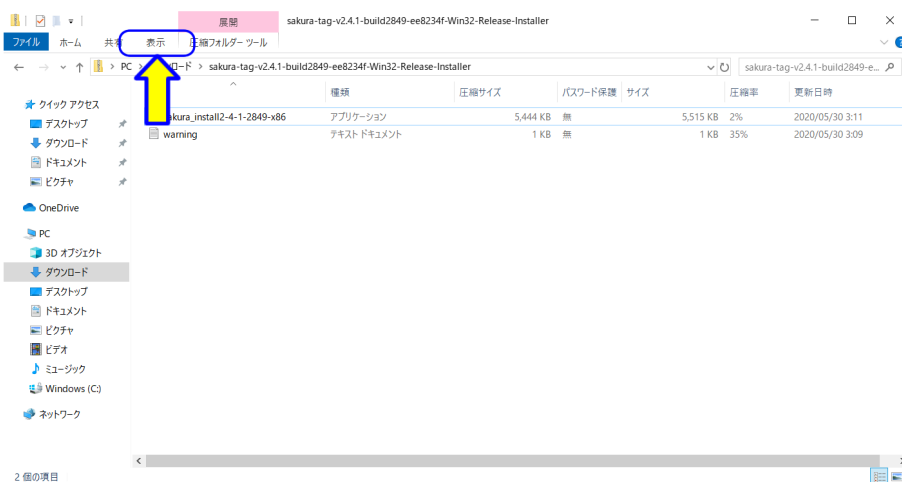 展開
sakura-tag-v2.4.1-build2849-ee8234f-Win32-Release-Installer
ファイル ホーム 共有 表示 圧縮フォルダー ツール
PC ロード sakura-tag-v2.4.1-build2849-ee8234f-Win32-Release-Installer
sakura-tag-v2.4.1-build2849-e...
種類 圧縮サイズ パスワード保護 サイズ 圧縮率 更新日時
akura_install2-4-1-2849-x86 アプリケーション 5,444 KB 無 5,515 KB 2% 2020/05/30 3:11
warning テキスト ドキュメント 1 KB 無 1 KB 35% 2020/05/30 3:09
クイック アクセス
デスクトップ
ダウンロード
ドキュメント
ピクチャ
OneDrive
PC
3D オブジェクト
ダウンロード
デスクトップ
ドキュメント
ピクチャ
ビデオ
ミュージック
Windows (C:)
ネットワーク
2 個の項目